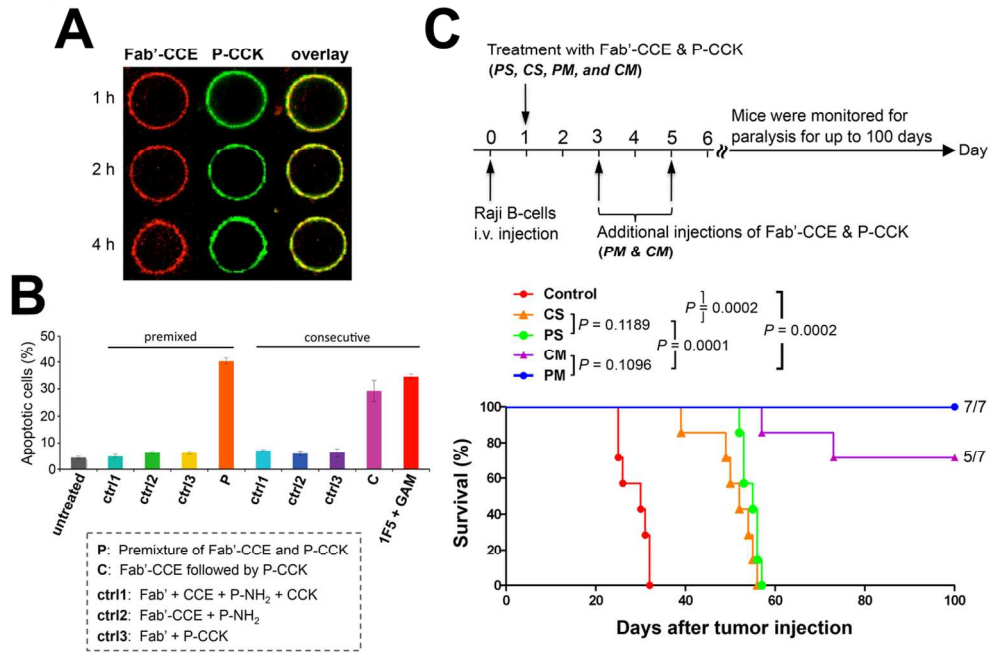 A
Fab'-CCE P-CCK overlay
1 h
2 h
4 h
B
Apoptotic cells (%)
50
40
30
20
10
0
premixed
consecutive
untreated
ctrl1
ctrl2
ctrl3
P
ctrl1
ctrl2
ctrl3
C
1F5 + GAM
P: Premixture of Fab'-CCE and P-CCK
C: Fab'-CCE followed by P-CCK
ctrl1: Fab' + CCE + P-NH2 + CCK
ctrl2: Fab'-CCE + P-NH2
ctrl3: Fab' + P-CCK
C
Treatment with Fab'-CCE & P-CCK
(PS, CS, PM, and CM)
Mice were monitored for
paralysis for up to 100 days
0 1 2 3 4 5 6
Day
Raji B-cells
i.v. injection
Additional injections of Fab'-CCE & P-CCK
(PM & CM)
Control
CS
PS
CM
PM
P = 0.1189
P = 0.1096
P = 0.0002
P = 0.0001
P = 0.0002
Survival (%)
100
80
60
40
20
0
7/7
5/7
0 20 40 60 80 100
Days after tumor injection